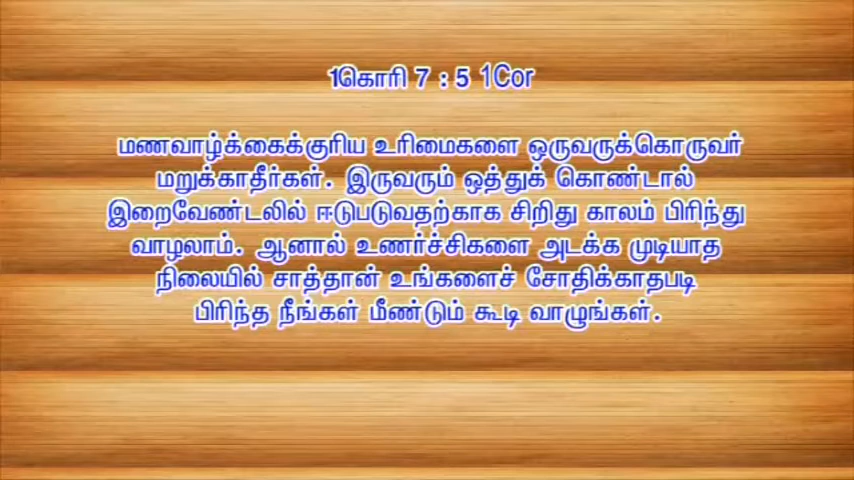 1கொரி 7 : 5 1Cor
மணவாழ்க்கைக்குரிய உரிமைகளை ஒருவருக்கொருவர்
மறுக்காதீர்கள். இருவரும் ஒத்துக் கொண்டால்
இறைவேண்டலில் ஈடுபடுவதற்காக சிறிது காலம் பிரிந்து
வாழலாம். ஆனால் உணர்ச்சிகளை அடக்க முடியாத
நிலையில் சாத்தான் உங்களைச் சோதிக்காதபடி
பிரிந்த நீங்கள் மீண்டும் கூடி வாழுங்கள்.